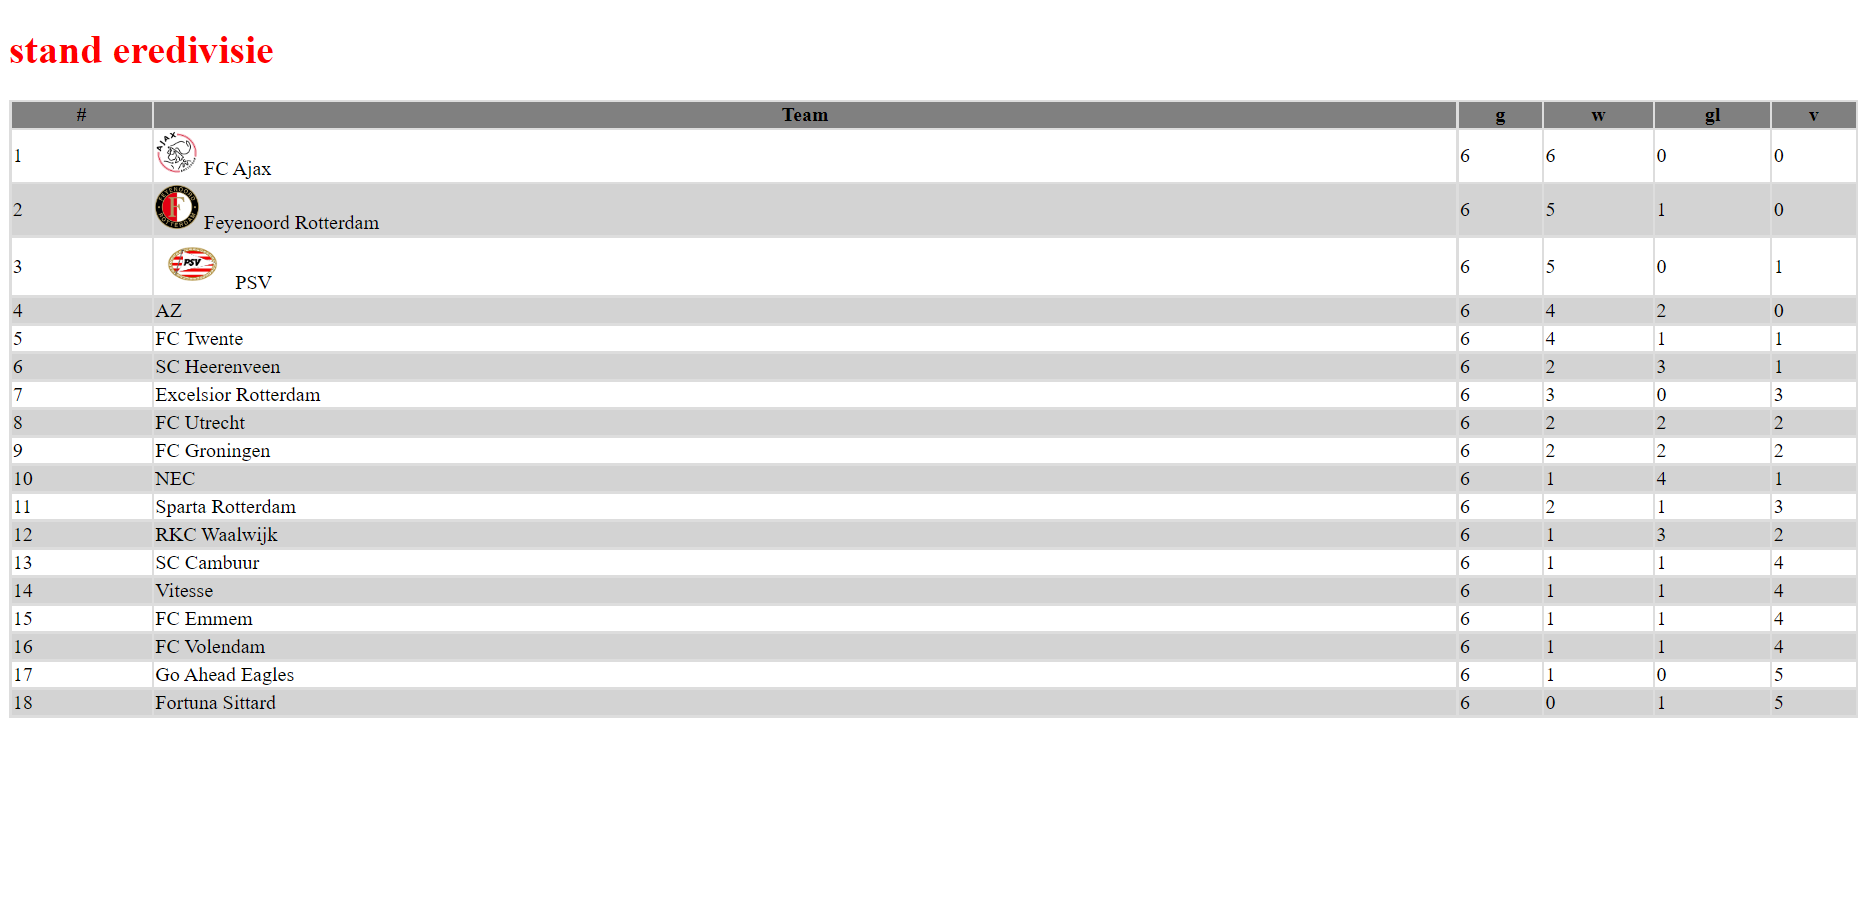 stand eredivisie
# Team g w gl v
1 AJAX FC Ajax 6 6 0 0
2 FEYENOORD ROTTERDAM F Feyenoord Rotterdam 6 5 1 0
3 PSV PSV 6 5 0 1
4 AZ 6 4 2 0
5 FC Twente 6 4 1 1
6 SC Heerenveen 6 2 3 1
7 Excelsior Rotterdam 6 3 0 3
8 FC Utrecht 6 2 2 2
9 FC Groningen 6 2 2 2
10 NEC 6 1 4 1
11 Sparta Rotterdam 6 2 1 3
12 RKC Waalwijk 6 1 3 2
13 SC Cambuur 6 1 1 4
14 Vitesse 6 1 1 4
15 FC Emmem 6 1 1 4
16 FC Volendam 6 1 1 4
17 Go Ahead Eagles 6 1 0 5
18 Fortuna Sittard 6 0 1 5